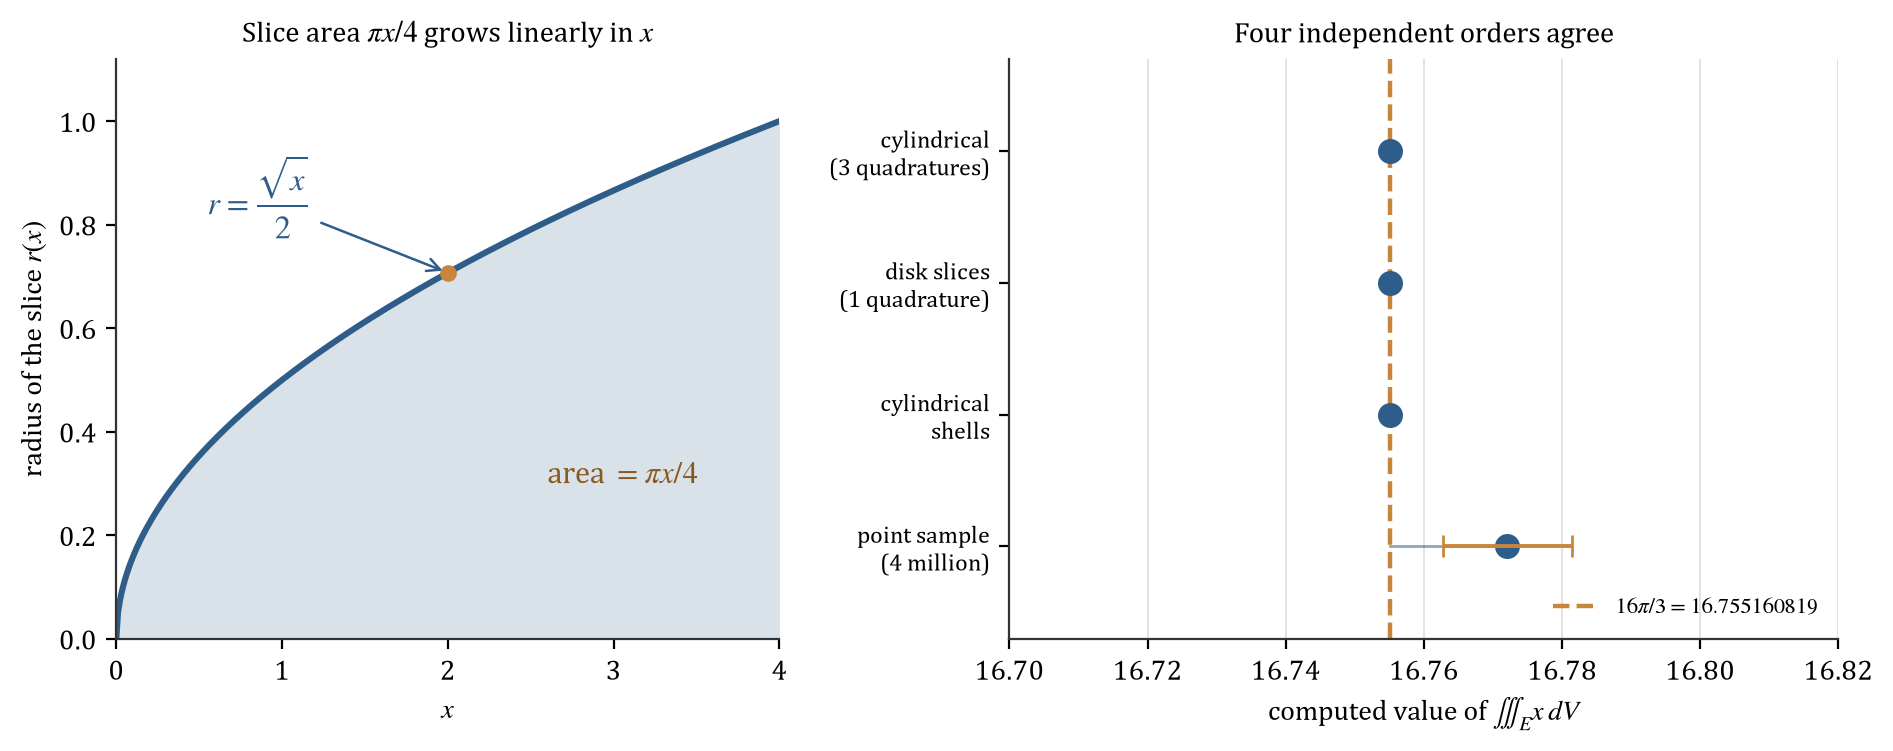 Slice area πx/4 grows linearly in x
radius of the slice r(x)
1.0
0.8
0.6
0.4
0.2
0.0
r = √x / 2
area = πx/4
0 1 2 3 4
x
Four independent orders agree
cylindrical
(3 quadratures)
disk slices
(1 quadrature)
cylindrical
shells
point sample
(4 million)
16π/3 = 16.755160819
16.70 16.72 16.74 16.76 16.78 16.80 16.82
computed value of ∭_E x dV